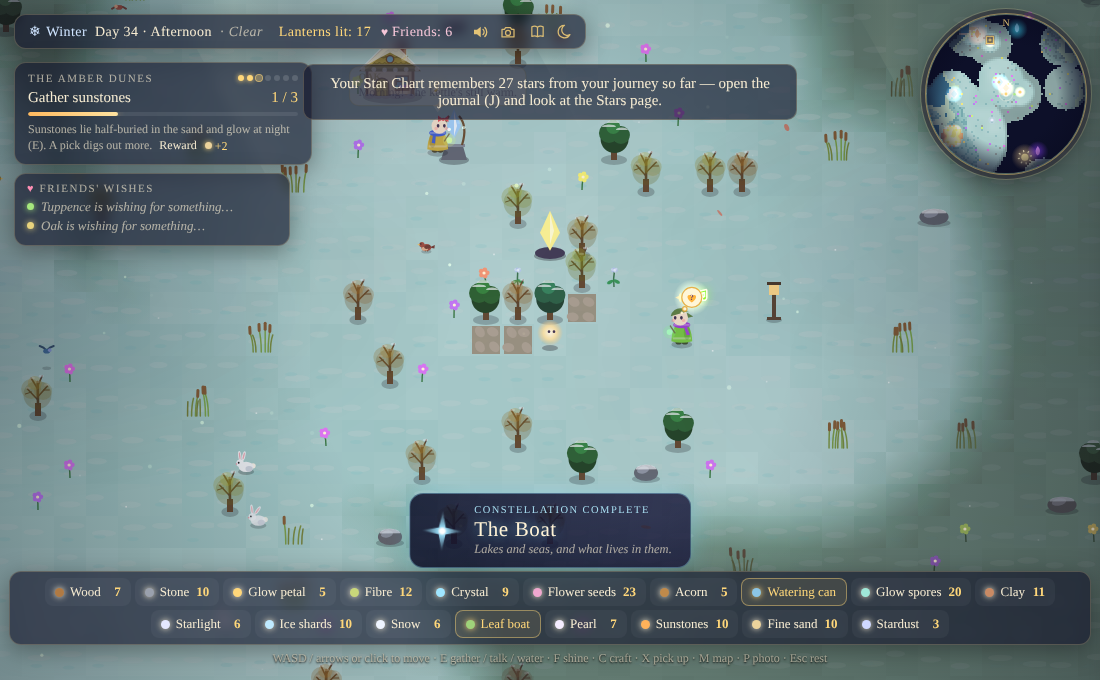 ❄ Winter Day 34 · Afternoon · Clear Lanterns lit: 17 ♥ Friends: 6
N
THE AMBER DUNES
Gather sunstones 1 / 3
Sunstones lie half-buried in the sand and glow at night
(E). A pick digs out more. Reward +2
Your Star Chart remembers 27 stars from your journey so far — open the
journal (J) and look at the Stars page.
♥ FRIENDS' WISHES
Tuppence is wishing for something…
Oak is wishing for something…
CONSTELLATION COMPLETE
The Boat
Lakes and seas, and what lives in them.
Wood 7 Stone 10 Glow petal 5 Fibre 12 Crystal 9 Flower seeds 23 Acorn 5 Watering can Glow spores 20 Clay 11
Starlight 6 Ice shards 10 Snow 6 Leaf boat Pearl 7 Sunstones 10 Fine sand 10 Stardust 3
WASD / arrows or click to move · E gather / talk / water · F shine · C craft · X pick up · M map · P photo · Esc rest